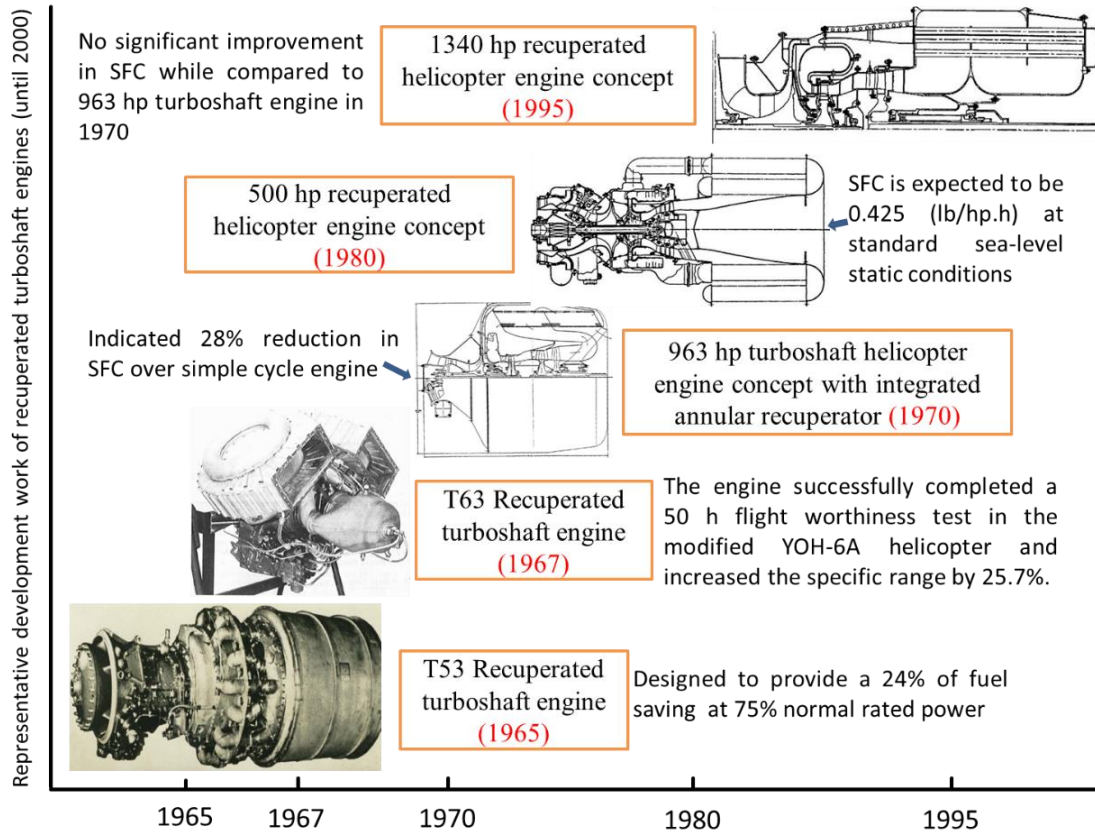 Representative development work of recuperated turboshaft engines (until 2000)
No significant improvement
in SFC while compared to
963 hp turboshaft engine in
1970
1340 hp recuperated
helicopter engine concept
(1995)
500 hp recuperated
helicopter engine concept
(1980)
SFC is expected to be
0.425 (lb/hp.h) at
standard sea-level
static conditions
Indicated 28% reduction in
SFC over simple cycle engine
963 hp turboshaft helicopter
engine concept with integrated
annular recuperator (1970)
T63 Recuperated
turboshaft engine
(1967)
The engine successfully completed a
50 h flight worthiness test in the
modified YOH-6A helicopter and
increased the specific range by 25.7%.
T53 Recuperated
turboshaft engine
(1965)
Designed to provide a 24% of fuel
saving at 75% normal rated power
1965
1967
1970
1980
1995